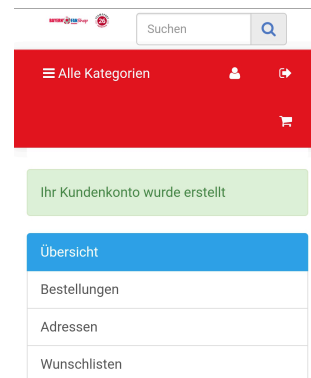 Suchen
Alle Kategorien
Ihr Kundenkonto wurde erstellt
Übersicht
Bestellungen
Adressen
Wunschlisten